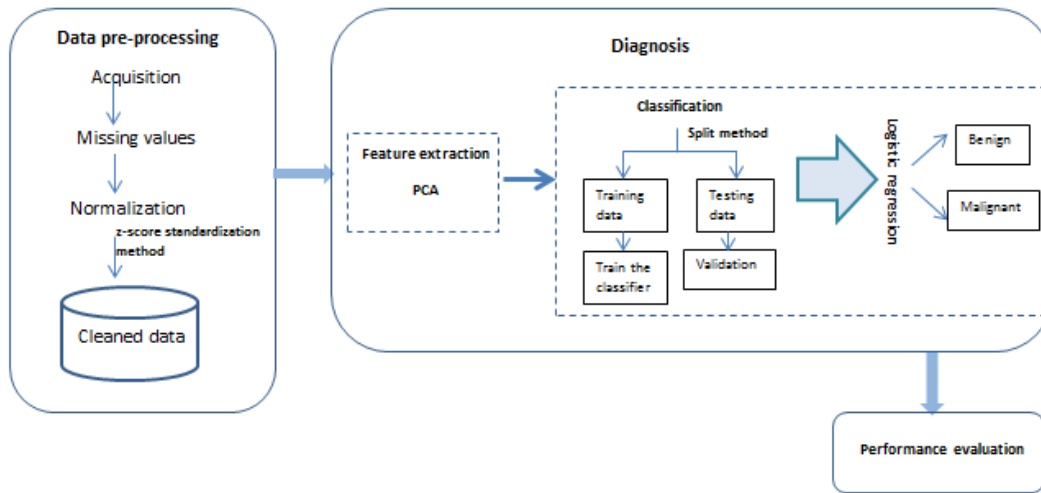 Data pre-processing
Acquisition
Missing values
Normalization
z-score standardization
method
Cleaned data
Diagnosis
Feature extraction
PCA
Classification
Split method
Training
data
Testing
data
Train the
classifier
Validation
Logistic regression
Benign
Malignant
Performance evaluation